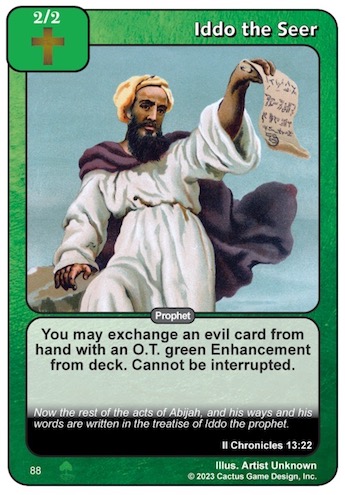 2/2
Iddo the Seer
Prophet
You may exchange an evil card from
hand with an O.T. green Enhancement
from deck. Cannot be interrupted.
Now the rest of the acts of Abijah, and his ways and his
words are written in the treatise of Iddo the prophet.
II Chronicles 13:22
Illus. Artist Unknown
88
© 2023 Cactus Game Design, Inc.